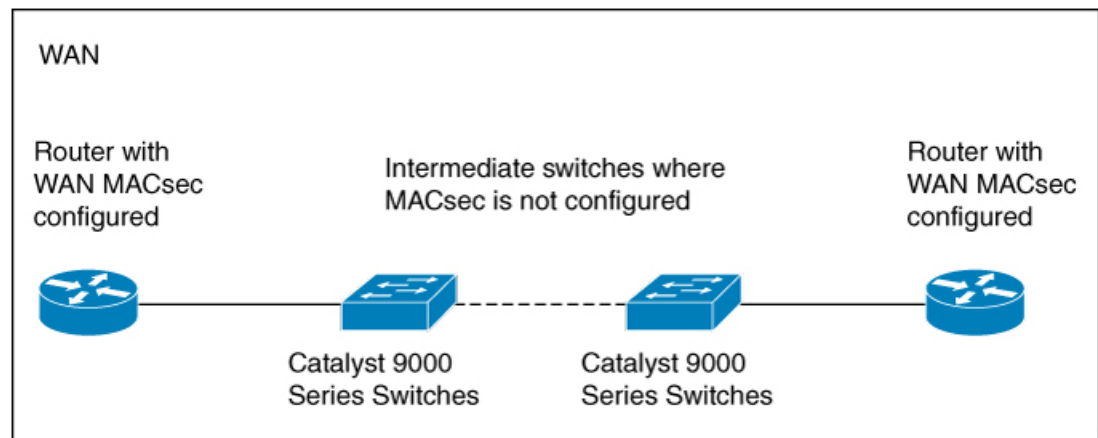 WAN
Router with
WAN MACsec
configured
Intermediate switches where
MACsec is not configured
Router with
WAN MACsec
configured
Catalyst 9000
Series Switches
Catalyst 9000
Series Switches